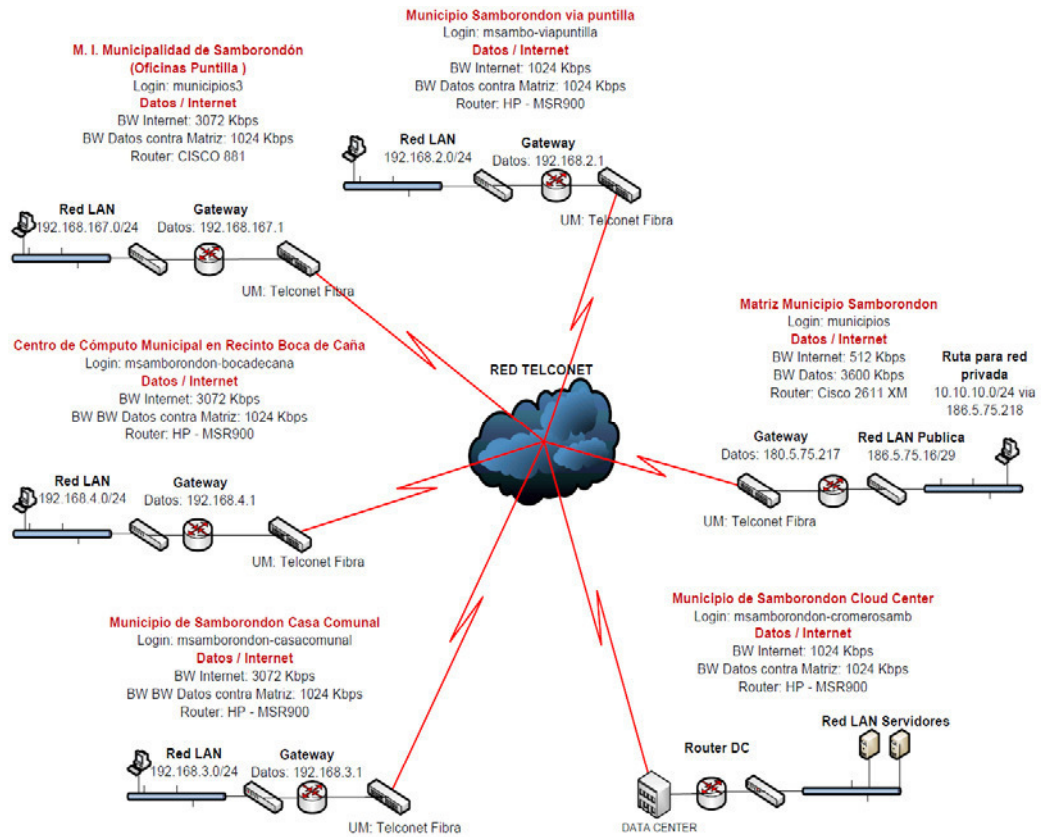 Municipio Samborondon via puntilla
Login: msambo-viapuntilla
Datos / Internet
BW Internet: 1024 Kbps
BW Datos contra Matriz: 1024 Kbps
Router: HP - MSR900
Red LAN
192.168.2.0/24
Gateway
Datos: 192.168.2.1
UM: Telconet Fibra
M. I. Municipalidad de Samborondón
(Oficinas Puntilla )
Login: municipios3
Datos / Internet
BW Internet: 3072 Kbps
BW Datos contra Matriz: 1024 Kbps
Router: CISCO 881
Red LAN
192.168.167.0/24
Gateway
Datos: 192.168.167.1
UM: Telconet Fibra
Matriz Municipio Samborondon
Login: municipios
Datos / Internet
BW Internet: 512 Kbps
BW Datos: 3600 Kbps
Router: Cisco 2611 XM
Ruta para red
privada
10.10.10.0/24 via
186.5.75.218
Gateway
Datos: 180.5.75.217
Red LAN Publica
186.5.75.16/29
UM: Telconet Fibra
RED TELCONET
Centro de Cómputo Municipal en Recinto Boca de Caña
Login: msamborondon-bocadecana
Datos / Internet
BW Internet: 3072 Kbps
BW BW Datos contra Matriz: 1024 Kbps
Router: HP - MSR900
Red LAN
192.168.4.0/24
Gateway
Datos: 192.168.4.1
UM: Telconet Fibra
Municipio de Samborondon Casa Comunal
Login: msamborondon-casacomunal
Datos / Internet
BW Internet: 3072 Kbps
BW BW Datos contra Matriz: 1024 Kbps
Router: HP - MSR900
Red LAN
192.168.3.0/24
Gateway
Datos: 192.168.3.1
UM: Telconet Fibra
Municipio de Samborondon Cloud Center
Login: msamborondon-cromerosamb
Datos / Internet
BW Internet: 1024 Kbps
BW Datos contra Matriz: 1024 Kbps
Router: HP - MSR900
Red LAN Servidores
Router DC
DATA CENTER